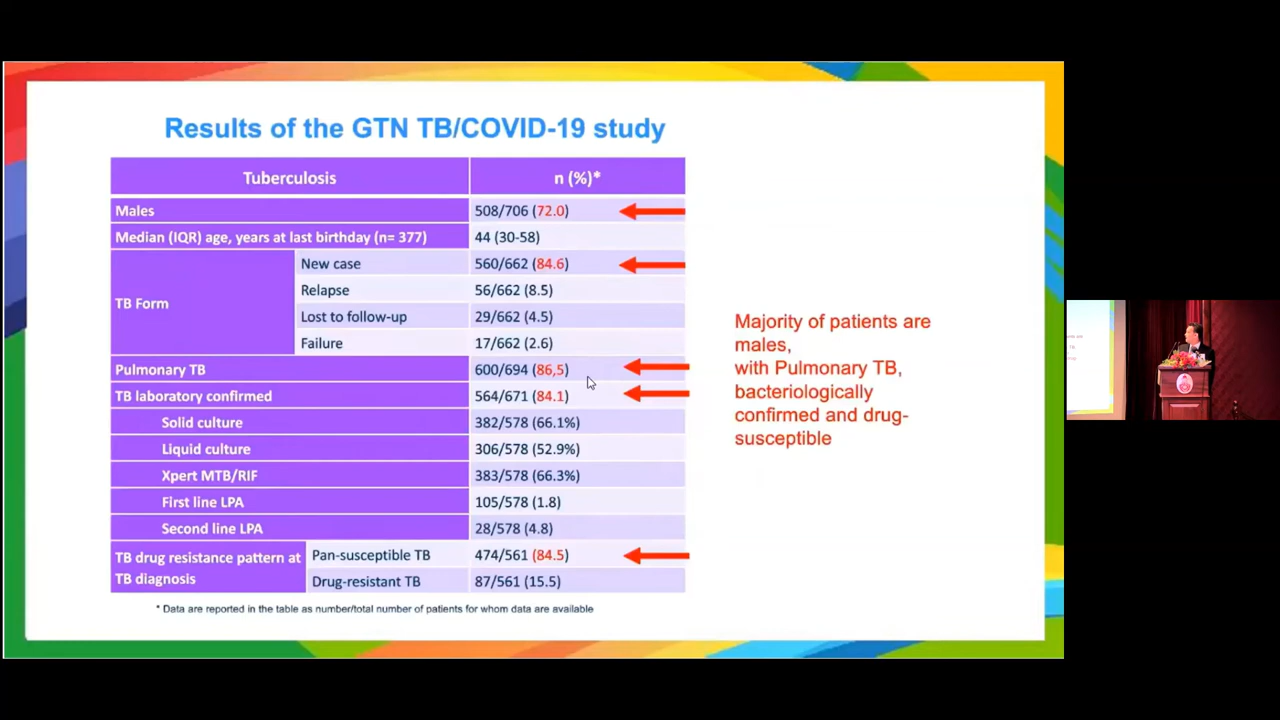 Results of the GTN TB/COVID-19 study
Tuberculosis n (%)*
Males 508/706 (72.0)
Median (IQR) age, years at last birthday (n= 377) 44 (30-58)
TB Form
New case 560/662 (84.6)
Relapse 56/662 (8.5)
Lost to follow-up 29/662 (4.5)
Failure 17/662 (2.6)
Pulmonary TB 600/694 (86,5)
TB laboratory confirmed 564/671 (84.1)
Solid culture 382/578 (66.1%)
Liquid culture 306/578 (52.9%)
Xpert MTB/RIF 383/578 (66.3%)
First line LPA 105/578 (1.8)
Second line LPA 28/578 (4.8)
TB drug resistance pattern at
TB diagnosis
Pan-susceptible TB 474/561 (84.5)
Drug-resistant TB 87/561 (15.5)
* Data are reported in the table as number/total number of patients for whom data are available
Majority of patients are
males,
with Pulmonary TB,
bacteriologically
confirmed and drug-
susceptible